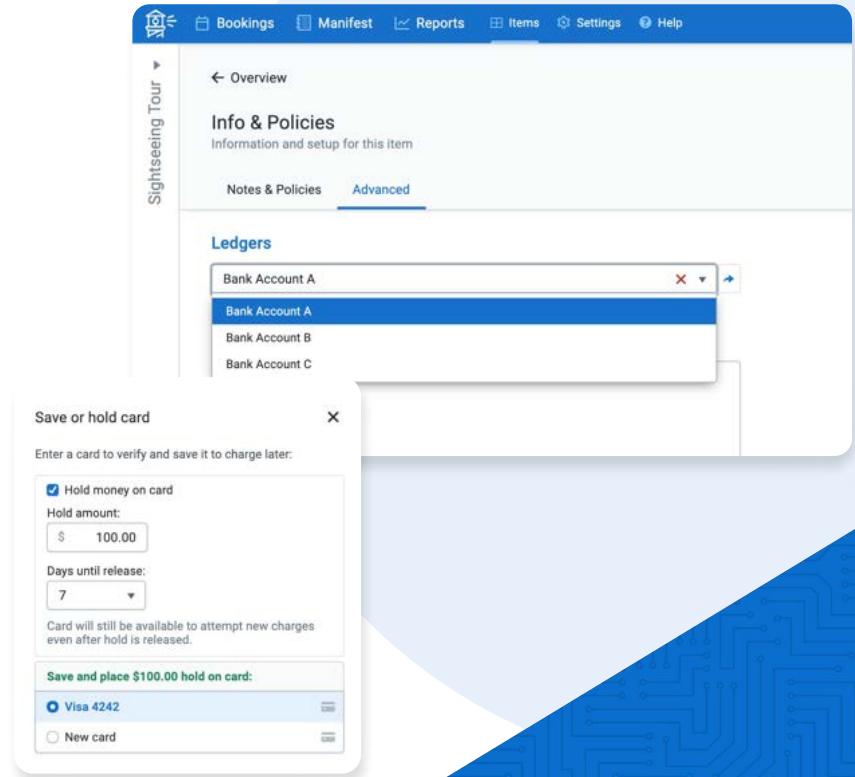 Bookings Manifest Reports Items Settings Help
Sightseeing Tour
← Overview
Info & Policies
Information and setup for this item
Notes & Policies Advanced
Ledgers
Bank Account A
Bank Account A
Bank Account B
Bank Account C
Save or hold card
Enter a card to verify and save it to charge later:
Hold money on card
Hold amount:
$ 100.00
Days until release:
7
Card will still be available to attempt new charges
even after hold is released.
Save and place $100.00 hold on card:
Visa 4242
New card